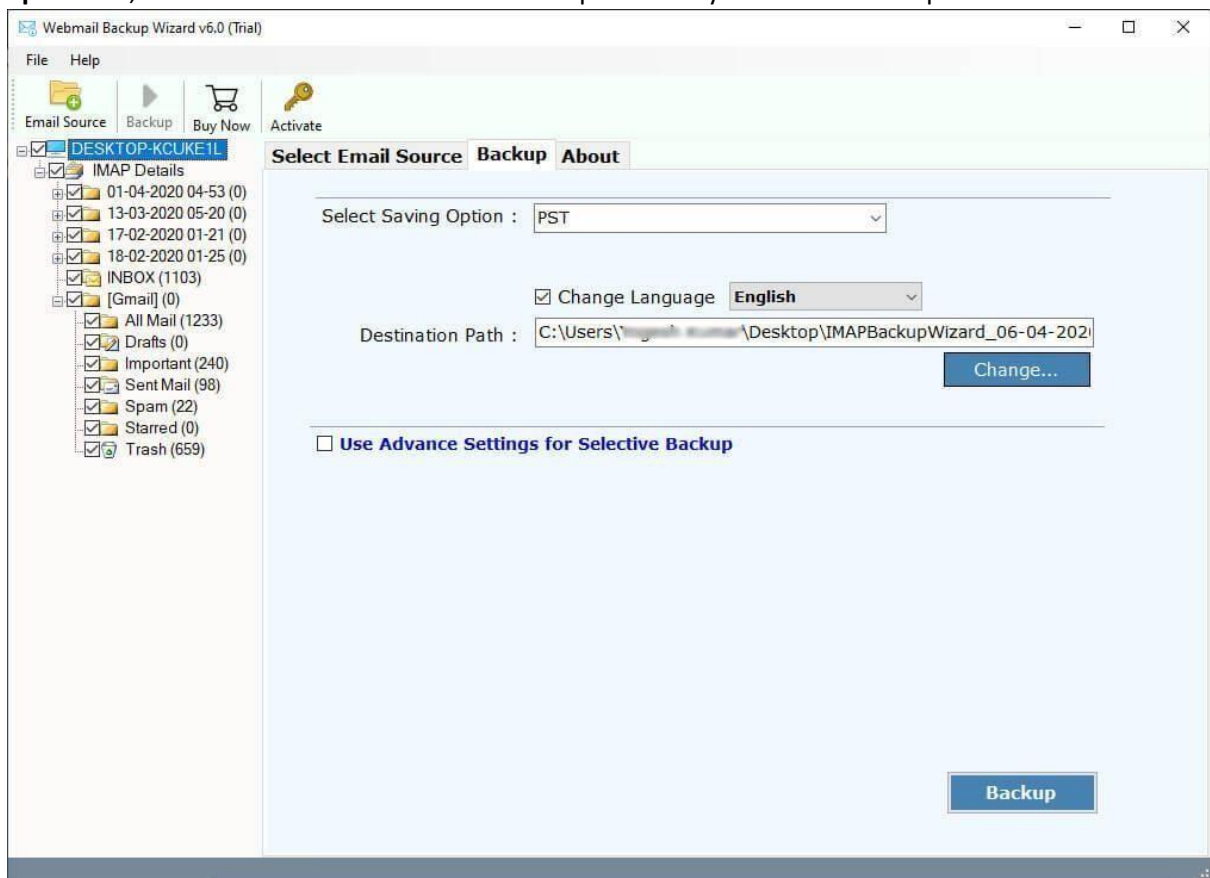 Webmail Backup Wizard v6.0 (Trial)
File Help
Email Source Backup Buy Now Activate
DESKTOP-KCUKE1L
IMAP Details
01-04-2020 04-53 (0)
13-03-2020 05-20 (0)
17-02-2020 01-21 (0)
18-02-2020 01-25 (0)
INBOX (1103)
[Gmail] (0)
All Mail (1233)
Drafts (0)
Important (240)
Sent Mail (98)
Spam (22)
Starred (0)
Trash (659)
Select Email Source Backup About
Select Saving Option : PST
Change Language English
Destination Path : C:\Users\ \Desktop\IMAPBackupWizard_06-04-202
Change...
Use Advance Settings for Selective Backup
Backup